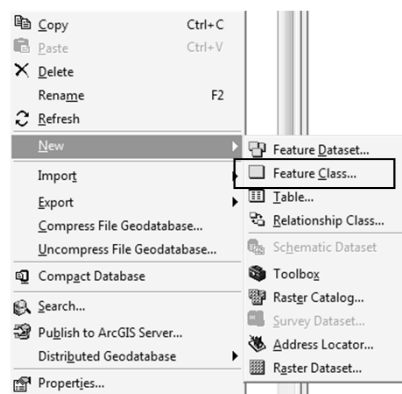 Copy Ctrl+C
Paste Ctrl+V
Delete
Rename F2
Refresh
New
Import
Export
Compress File Geodatabase...
Uncompress File Geodatabase...
Compact Database
Search...
Publish to ArcGIS Server...
Distributed Geodatabase
Properties...
Feature Dataset...
Feature Class...
Table...
Relationship Class...
Schematic Dataset
Toolbox
Raster Catalog...
Survey Dataset...
Address Locator...
Raster Dataset...